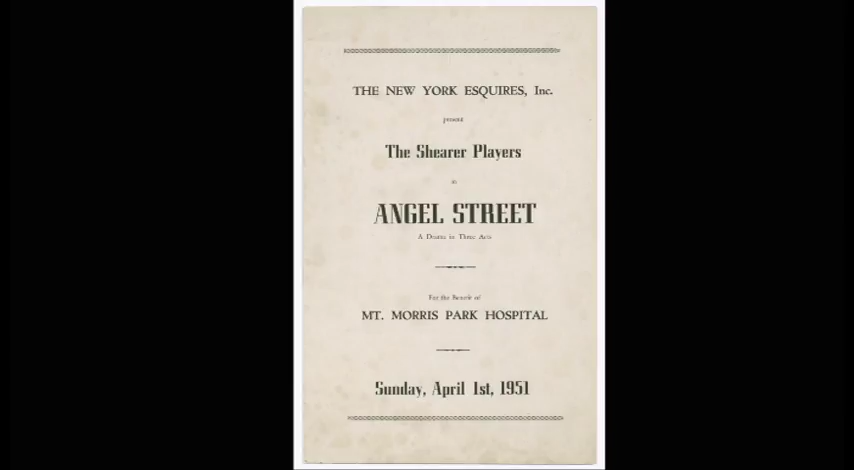 THE NEW YORK ESQUIRES, Inc.
present
The Shearer Players
in
ANGEL STREET
A Drama in Three Acts
For the Benefit of
MT. MORRIS PARK HOSPITAL
Sunday, April 1st, 1951